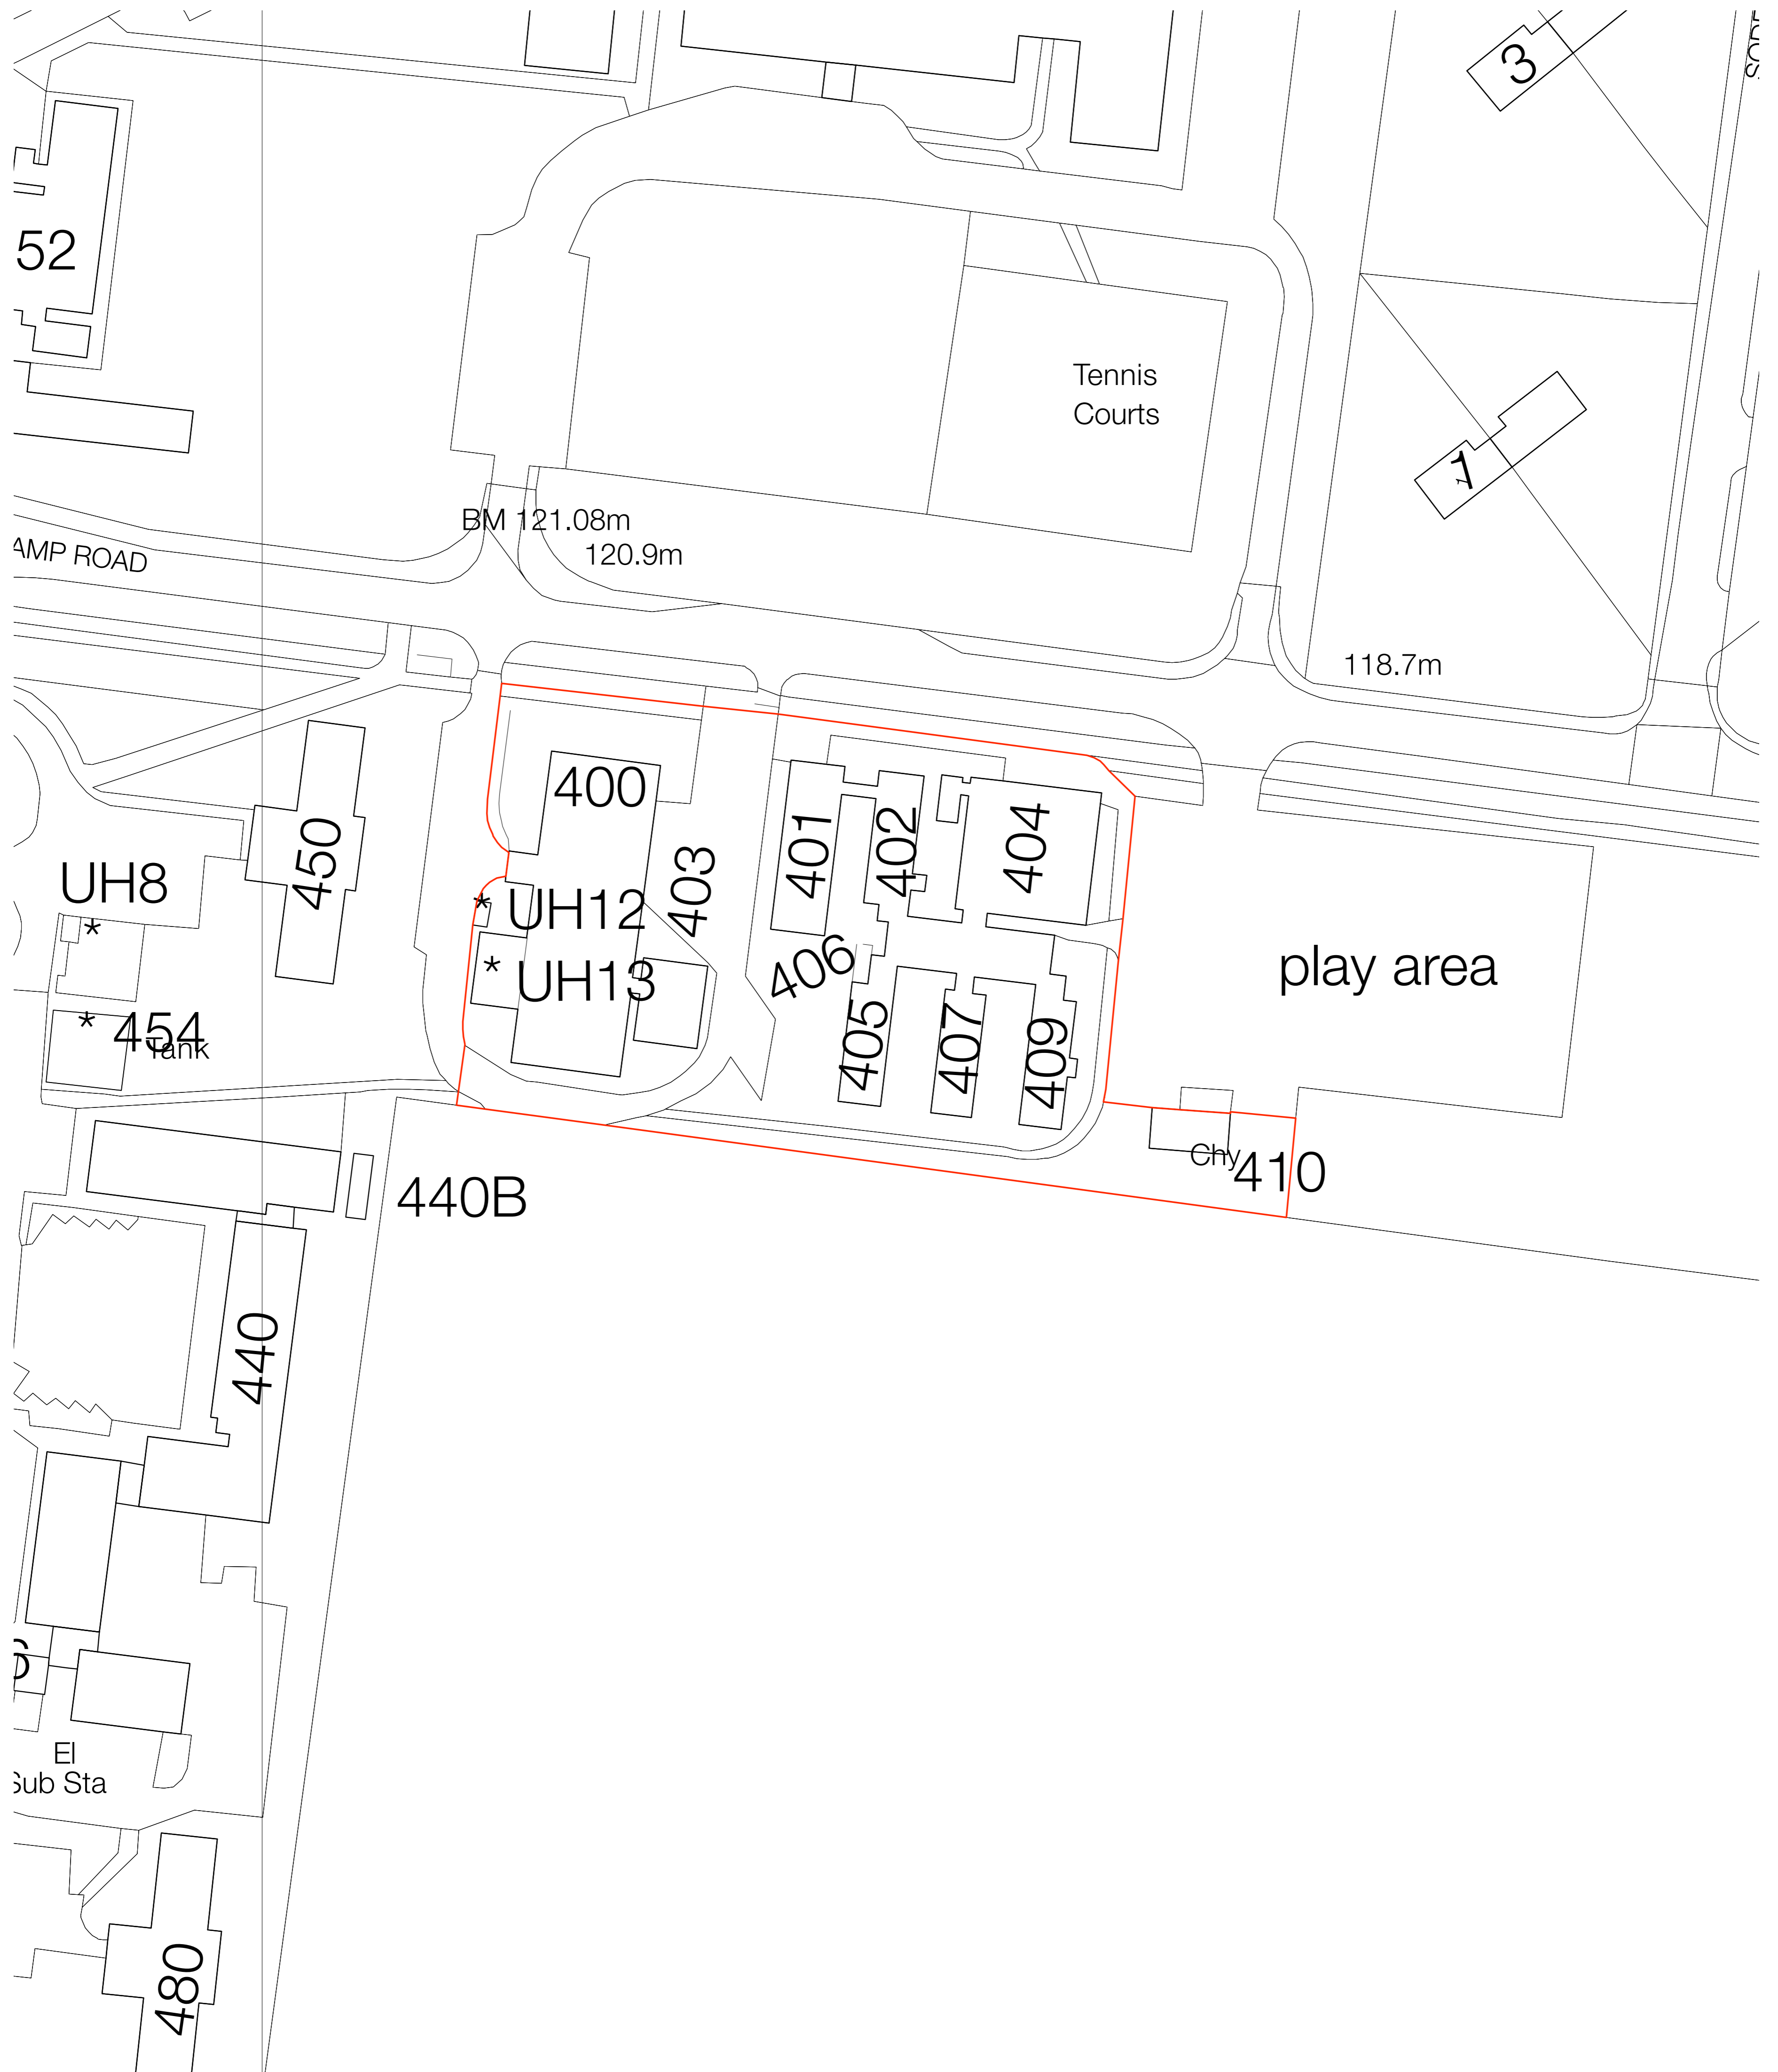 3
52
Tennis
Courts
1
BM 121.08m
120.9m
AMP ROAD
118.7m
400
401
402
404
403
450
UH8
*
* UH12
* UH13
406
405
407
409
play area
* 454
Tank
Chy
410
440B
440
El
Sub Sta
480